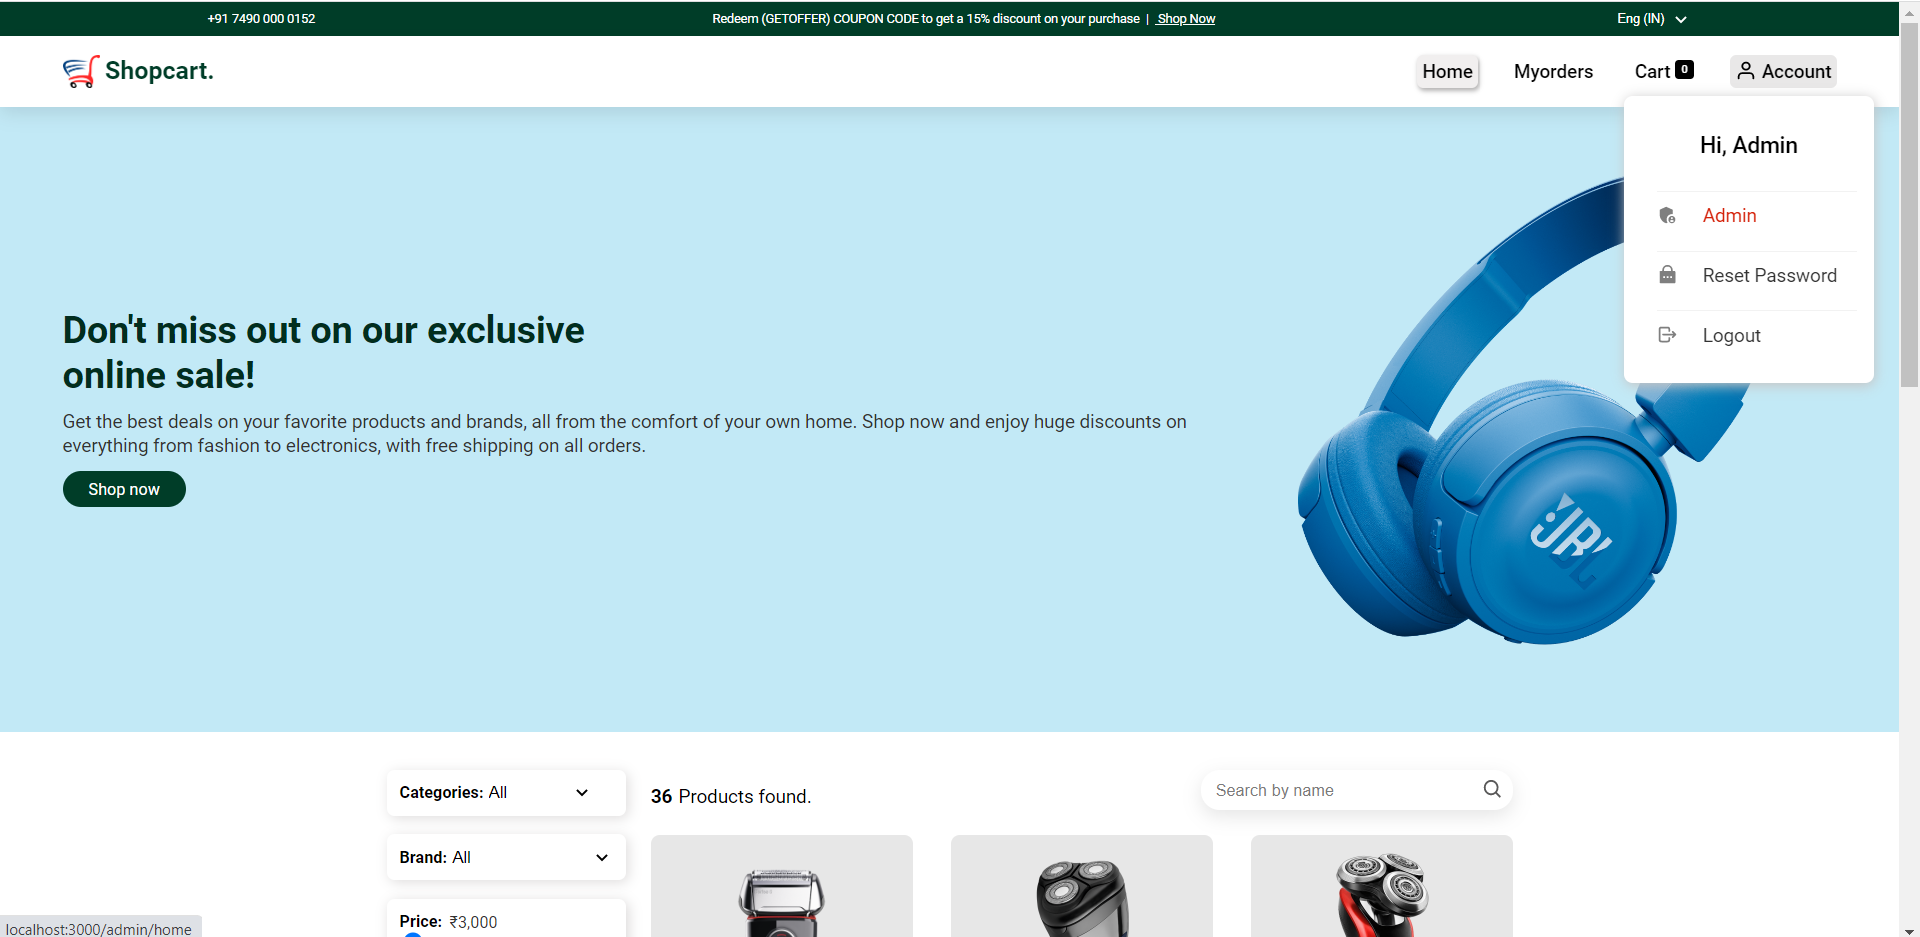 +91 7490 000 0152
Redeem (GETOFFER) COUPON CODE to get a 15% discount on your purchase | Shop Now
Eng (IN)
Shopcart.
Home
Myorders
Cart 0
Account
Hi, Admin
Admin
Reset Password
Logout
Don't miss out on our exclusive
online sale!
Get the best deals on your favorite products and brands, all from the comfort of your own home. Shop now and enjoy huge discounts on
everything from fashion to electronics, with free shipping on all orders.
Shop now
JBL
Categories: All
36 Products found.
Search by name
Brand: All
Price: ₹3,000
localhost:3000/admin/home